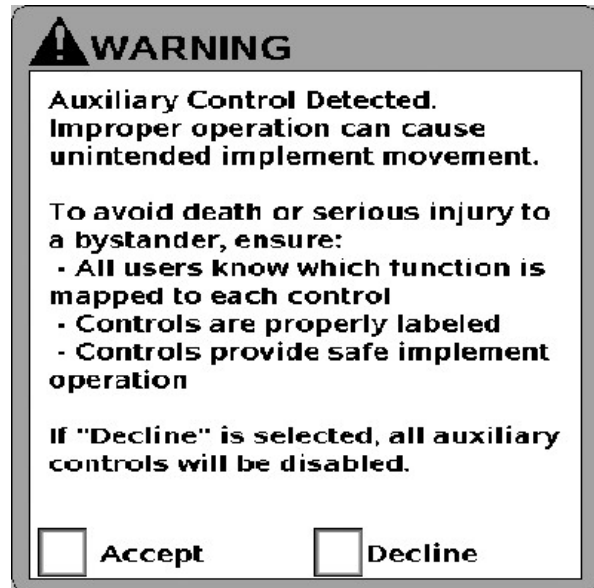 WARNING
Auxiliary Control Detected.
Improper operation can cause
unintended implement movement.
To avoid death or serious injury to
a bystander, ensure:
- All users know which function is
mapped to each control
- Controls are properly labeled
- Controls provide safe implement
operation
If "Decline" is selected, all auxiliary
controls will be disabled.
Accept Decline